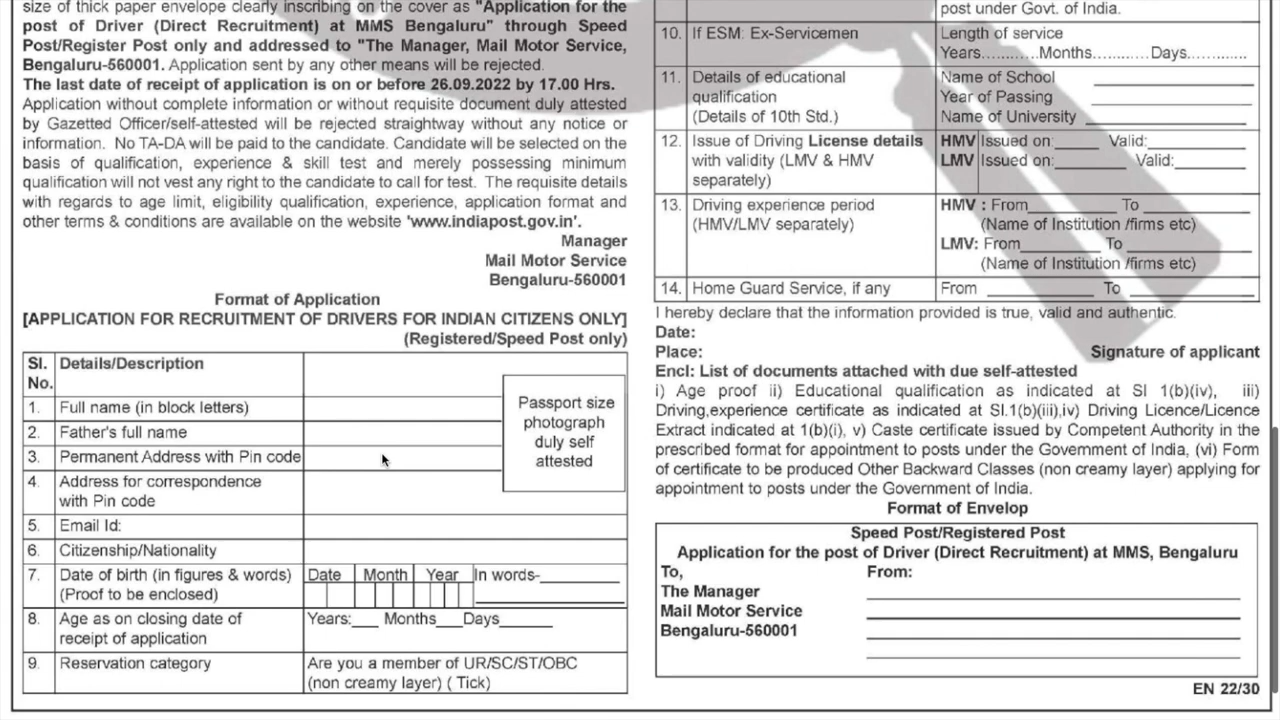 size of thick paper envelope clearly inscribing on the cover as "Application for the
post of Driver (Direct Recruitment) at MMS Bengaluru" through Speed
Post/Register Post only and addressed to "The Manager, Mail Motor Service,
Bengaluru-560001. Application sent by any other means will be rejected.
The last date of receipt of application is on or before 26.09.2022 by 17.00 Hrs.
Application without complete information or without requisite document duly attested
by Gazetted Officer/self-attested will be rejected straightway without any notice or
information. No TA-DA will be paid to the candidate. Candidate will be selected on the
basis of qualification, experience & skill test and merely possessing minimum
qualification will not vest any right to the candidate to call for test. The requisite details
with regards to age limit, eligibility qualification, experience, application format and
other terms & conditions are available on the website 'www.indiapost.gov.in'.
Manager
Mail Motor Service
Bengaluru-560001
Format of Application
[APPLICATION FOR RECRUITMENT OF DRIVERS FOR INDIAN CITIZENS ONLY]
(Registered/Speed Post only)
Sl. No. Details/Description
1. Full name (in block letters)
2. Father's full name
3. Permanent Address with Pin code
4. Address for correspondence
with Pin code
Passport size
photograph
duly self
attested
5. Email Id:
6. Citizenship/Nationality
7. Date of birth (in figures & words) Date Month Year In words-________
(Proof to be enclosed)
8. Age as on closing date of Years:___ Months___Days______
receipt of application
9. Reservation category Are you a member of UR/SC/ST/OBC
(non creamy layer) ( Tick)
post under Govt. of India.
10. If ESM: Ex-Servicemen Length of service
Years..........Months..........Days..........
11. Details of educational Name of School ________
qualification Year of Passing ________
(Details of 10th Std.) Name of University ________
12. Issue of Driving License details HMV Issued on:_____ Valid:________
with validity (LMV & HMV LMV Issued on:_____ Valid:________
separately)
13. Driving experience period HMV : From________ To ________
(HMV/LMV separately) (Name of Institution /firms etc)
LMV: From________ To ________
(Name of Institution /firms etc)
14. Home Guard Service, if any From ________ To ________
I hereby declare that the information provided is true, valid and authentic.
Date:
Place: Signature of applicant
Encl: List of documents attached with due self-attested
i) Age proof ii) Educational qualification as indicated at Sl 1(b)(iv), iii)
Driving,experience certificate as indicated at Sl.1(b)(iii),iv) Driving Licence/Licence
Extract indicated at 1(b)(i), v) Caste certificate issued by Competent Authority in the
prescribed format for appointment to posts under the Government of India, (vi) Form
of certificate to be produced Other Backward Classes (non creamy layer) applying for
appointment to posts under the Government of India.
Format of Envelop
Speed Post/Registered Post
Application for the post of Driver (Direct Recruitment) at MMS, Bengaluru
To, From:
The Manager
Mail Motor Service
Bengaluru-560001
EN 22/30